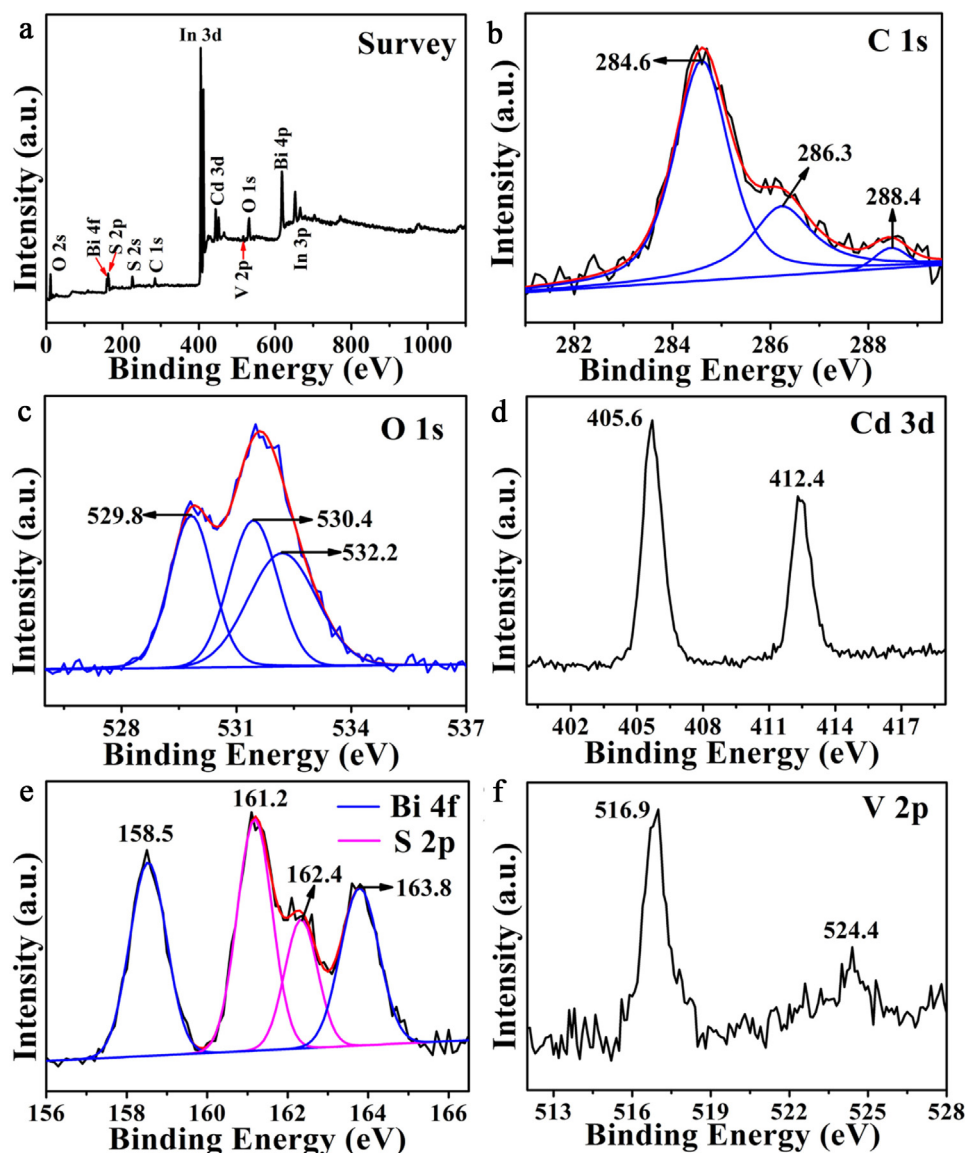 a
Survey
In 3d
O 2s
Bi 4f
S 2p
S 2s
C 1s
Cd 3d
V 2p
O 1s
Bi 4p
In 3p
Intensity (a.u.)
0 200 400 600 800 1000
Binding Energy (eV)
b
C 1s
284.6
286.3
288.4
Intensity (a.u.)
282 284 286 288
Binding Energy (eV)
c
O 1s
529.8
530.4
532.2
Intensity (a.u.)
528 531 534 537
Binding Energy (eV)
d
Cd 3d
405.6
412.4
Intensity (a.u.)
402 405 408 411 414 417
Binding Energy (eV)
e
Bi 4f
S 2p
158.5
161.2
162.4
163.8
Intensity (a.u.)
156 158 160 162 164 166
Binding Energy (eV)
f
V 2p
516.9
524.4
Intensity (a.u.)
513 516 519 522 525 528
Binding Energy (eV)